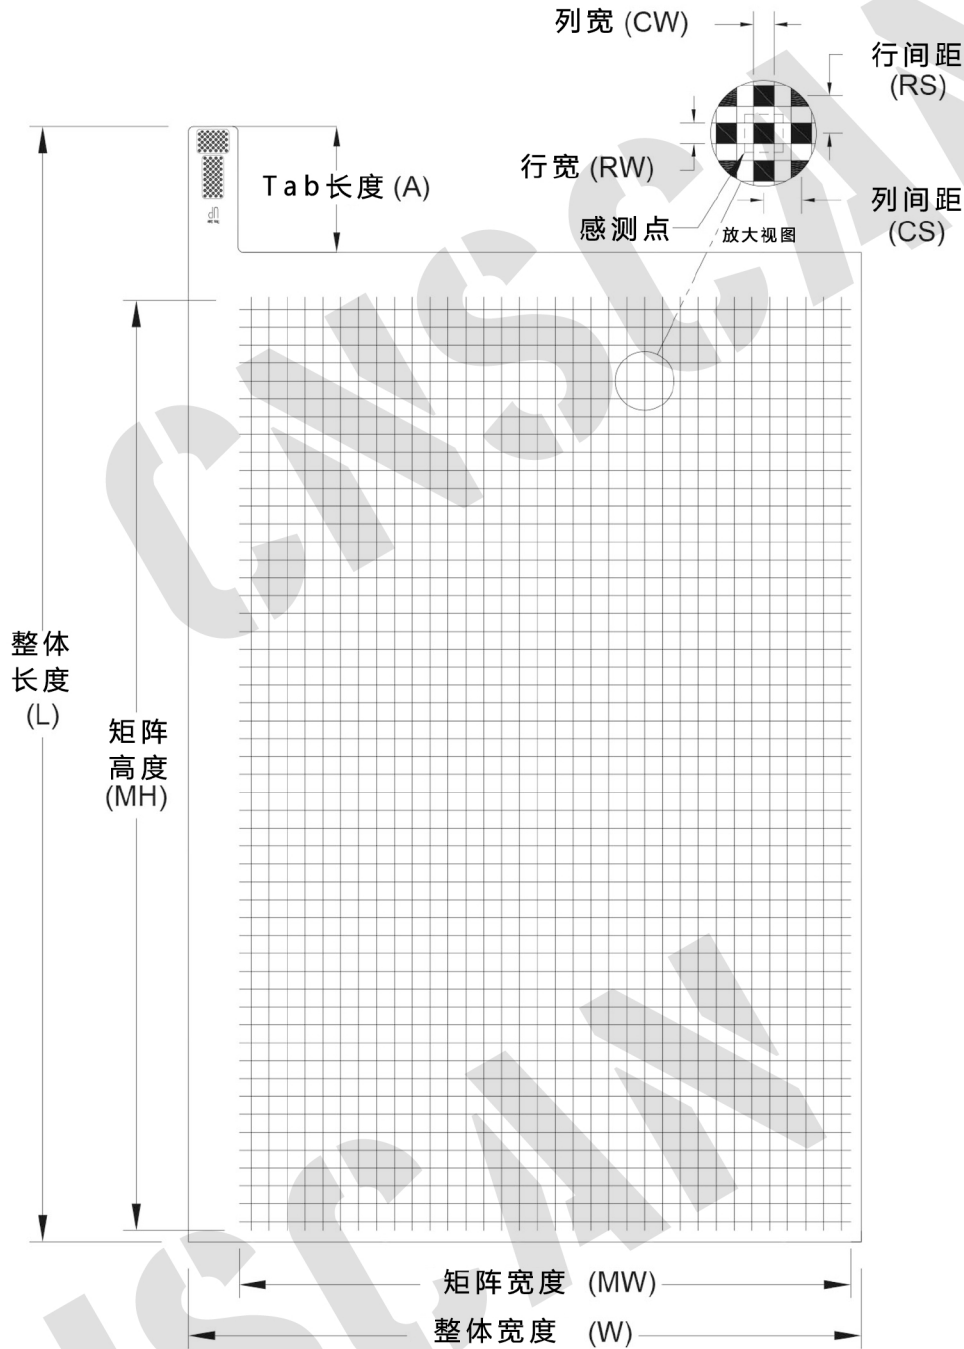 列宽 (CW)
行间距
(RS)
行宽 (RW)
Tab长度 (A)
列间距
(CS)
感测点
放大视图
整体
长度
(L)
矩阵
高度
(MH)
矩阵宽度 (MW)
整体宽度 (W)
CNSCAN
CNSCAN